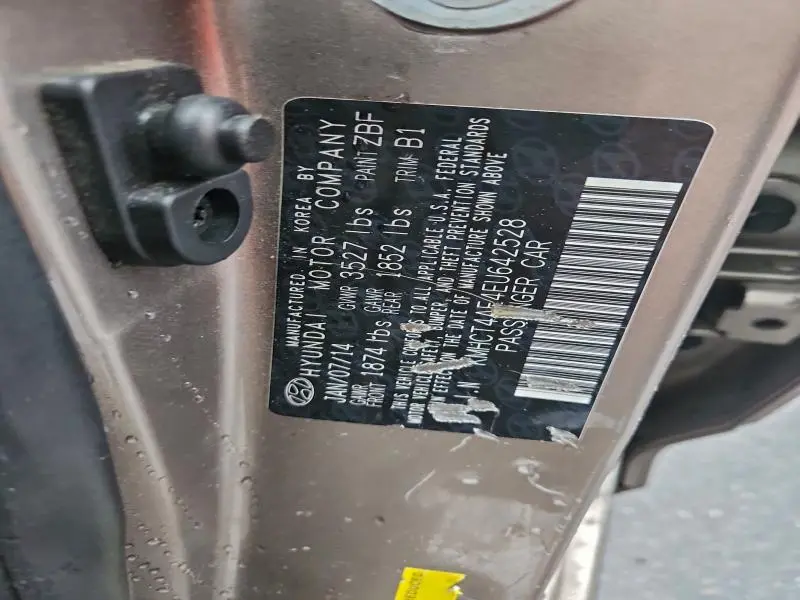 MANUFACTURED IN KOREA BY
HYUNDAI MOTOR COMPANY
JAN/07/14 GVWR 3527 lbs PAINT ZBF
GAWR FRONT 1874 lbs GAWR REAR 1852 lbs TRIM B1
THIS VEHICLE CONFORMS TO ALL APPLICABLE U.S.A. FEDERAL
MOTOR VEHICLE SAFETY, BUMPER, AND THEFT PREVENTION STANDARDS
IN EFFECT ON THE DATE OF MANUFACTURE SHOWN ABOVE
KMHCT4AE4EU642528
PASSENGER CAR
REDUCED